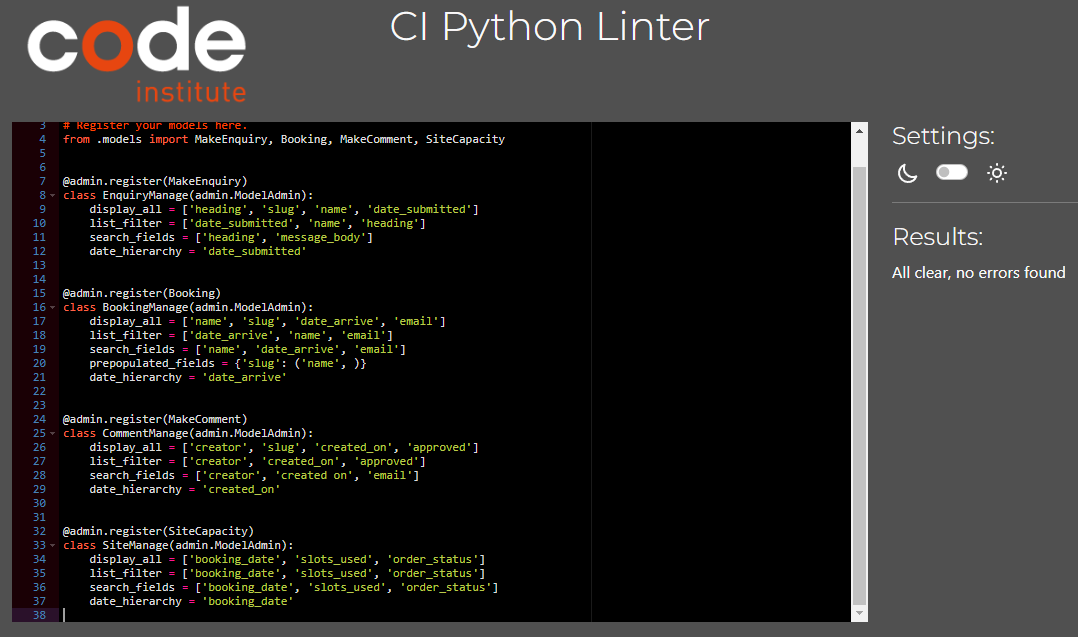 code
institute
CI Python Linter
3 # Register your models here.
4 from .models import MakeEnquiry, Booking, MakeComment, SiteCapacity
5
6
7 @admin.register(MakeEnquiry)
8 class EnquiryManage(admin.ModelAdmin):
9     display_all = ['heading', 'slug', 'name', 'date_submitted']
10     list_filter = ['date_submitted', 'name', 'heading']
11     search_fields = ['heading', 'message_body']
12     date_hierarchy = 'date_submitted'
13
14
15 @admin.register(Booking)
16 class BookingManage(admin.ModelAdmin):
17     display_all = ['name', 'slug', 'date_arrive', 'email']
18     list_filter = ['date_arrive', 'name', 'email']
19     search_fields = ['name', 'date_arrive', 'email']
20     prepopulated_fields = {'slug': ('name', )}
21     date_hierarchy = 'date_arrive'
22
23
24 @admin.register(MakeComment)
25 class CommentManage(admin.ModelAdmin):
26     display_all = ['creator', 'slug', 'created_on', 'approved']
27     list_filter = ['creator', 'created_on', 'approved']
28     search_fields = ['creator', 'created on', 'email']
29     date_hierarchy = 'created_on'
30
31
32 @admin.register(SiteCapacity)
33 class SiteManage(admin.ModelAdmin):
34     display_all = ['booking_date', 'slots_used', 'order_status']
35     list_filter = ['booking_date', 'slots_used', 'order_status']
36     search_fields = ['booking_date', 'slots_used', 'order_status']
37     date_hierarchy = 'booking_date'
38
Settings:
Results:
All clear, no errors found